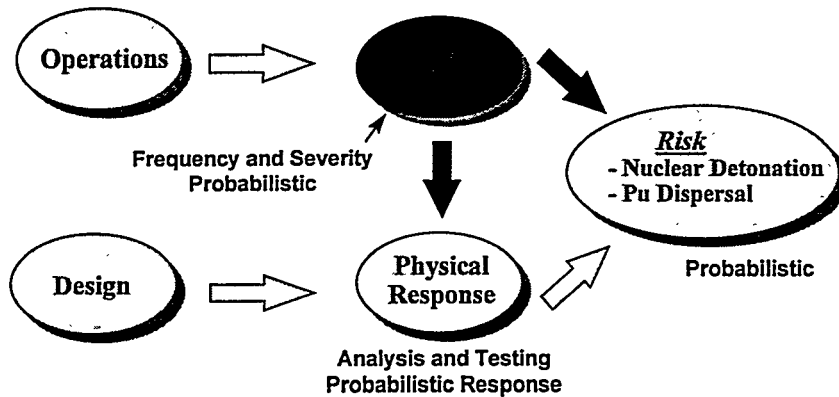 Operations
Frequency and Severity
Probabilistic
Risk
- Nuclear Detonation
- Pu Dispersal
Probabilistic
Design
Physical
Response
Analysis and Testing
Probabilistic Response